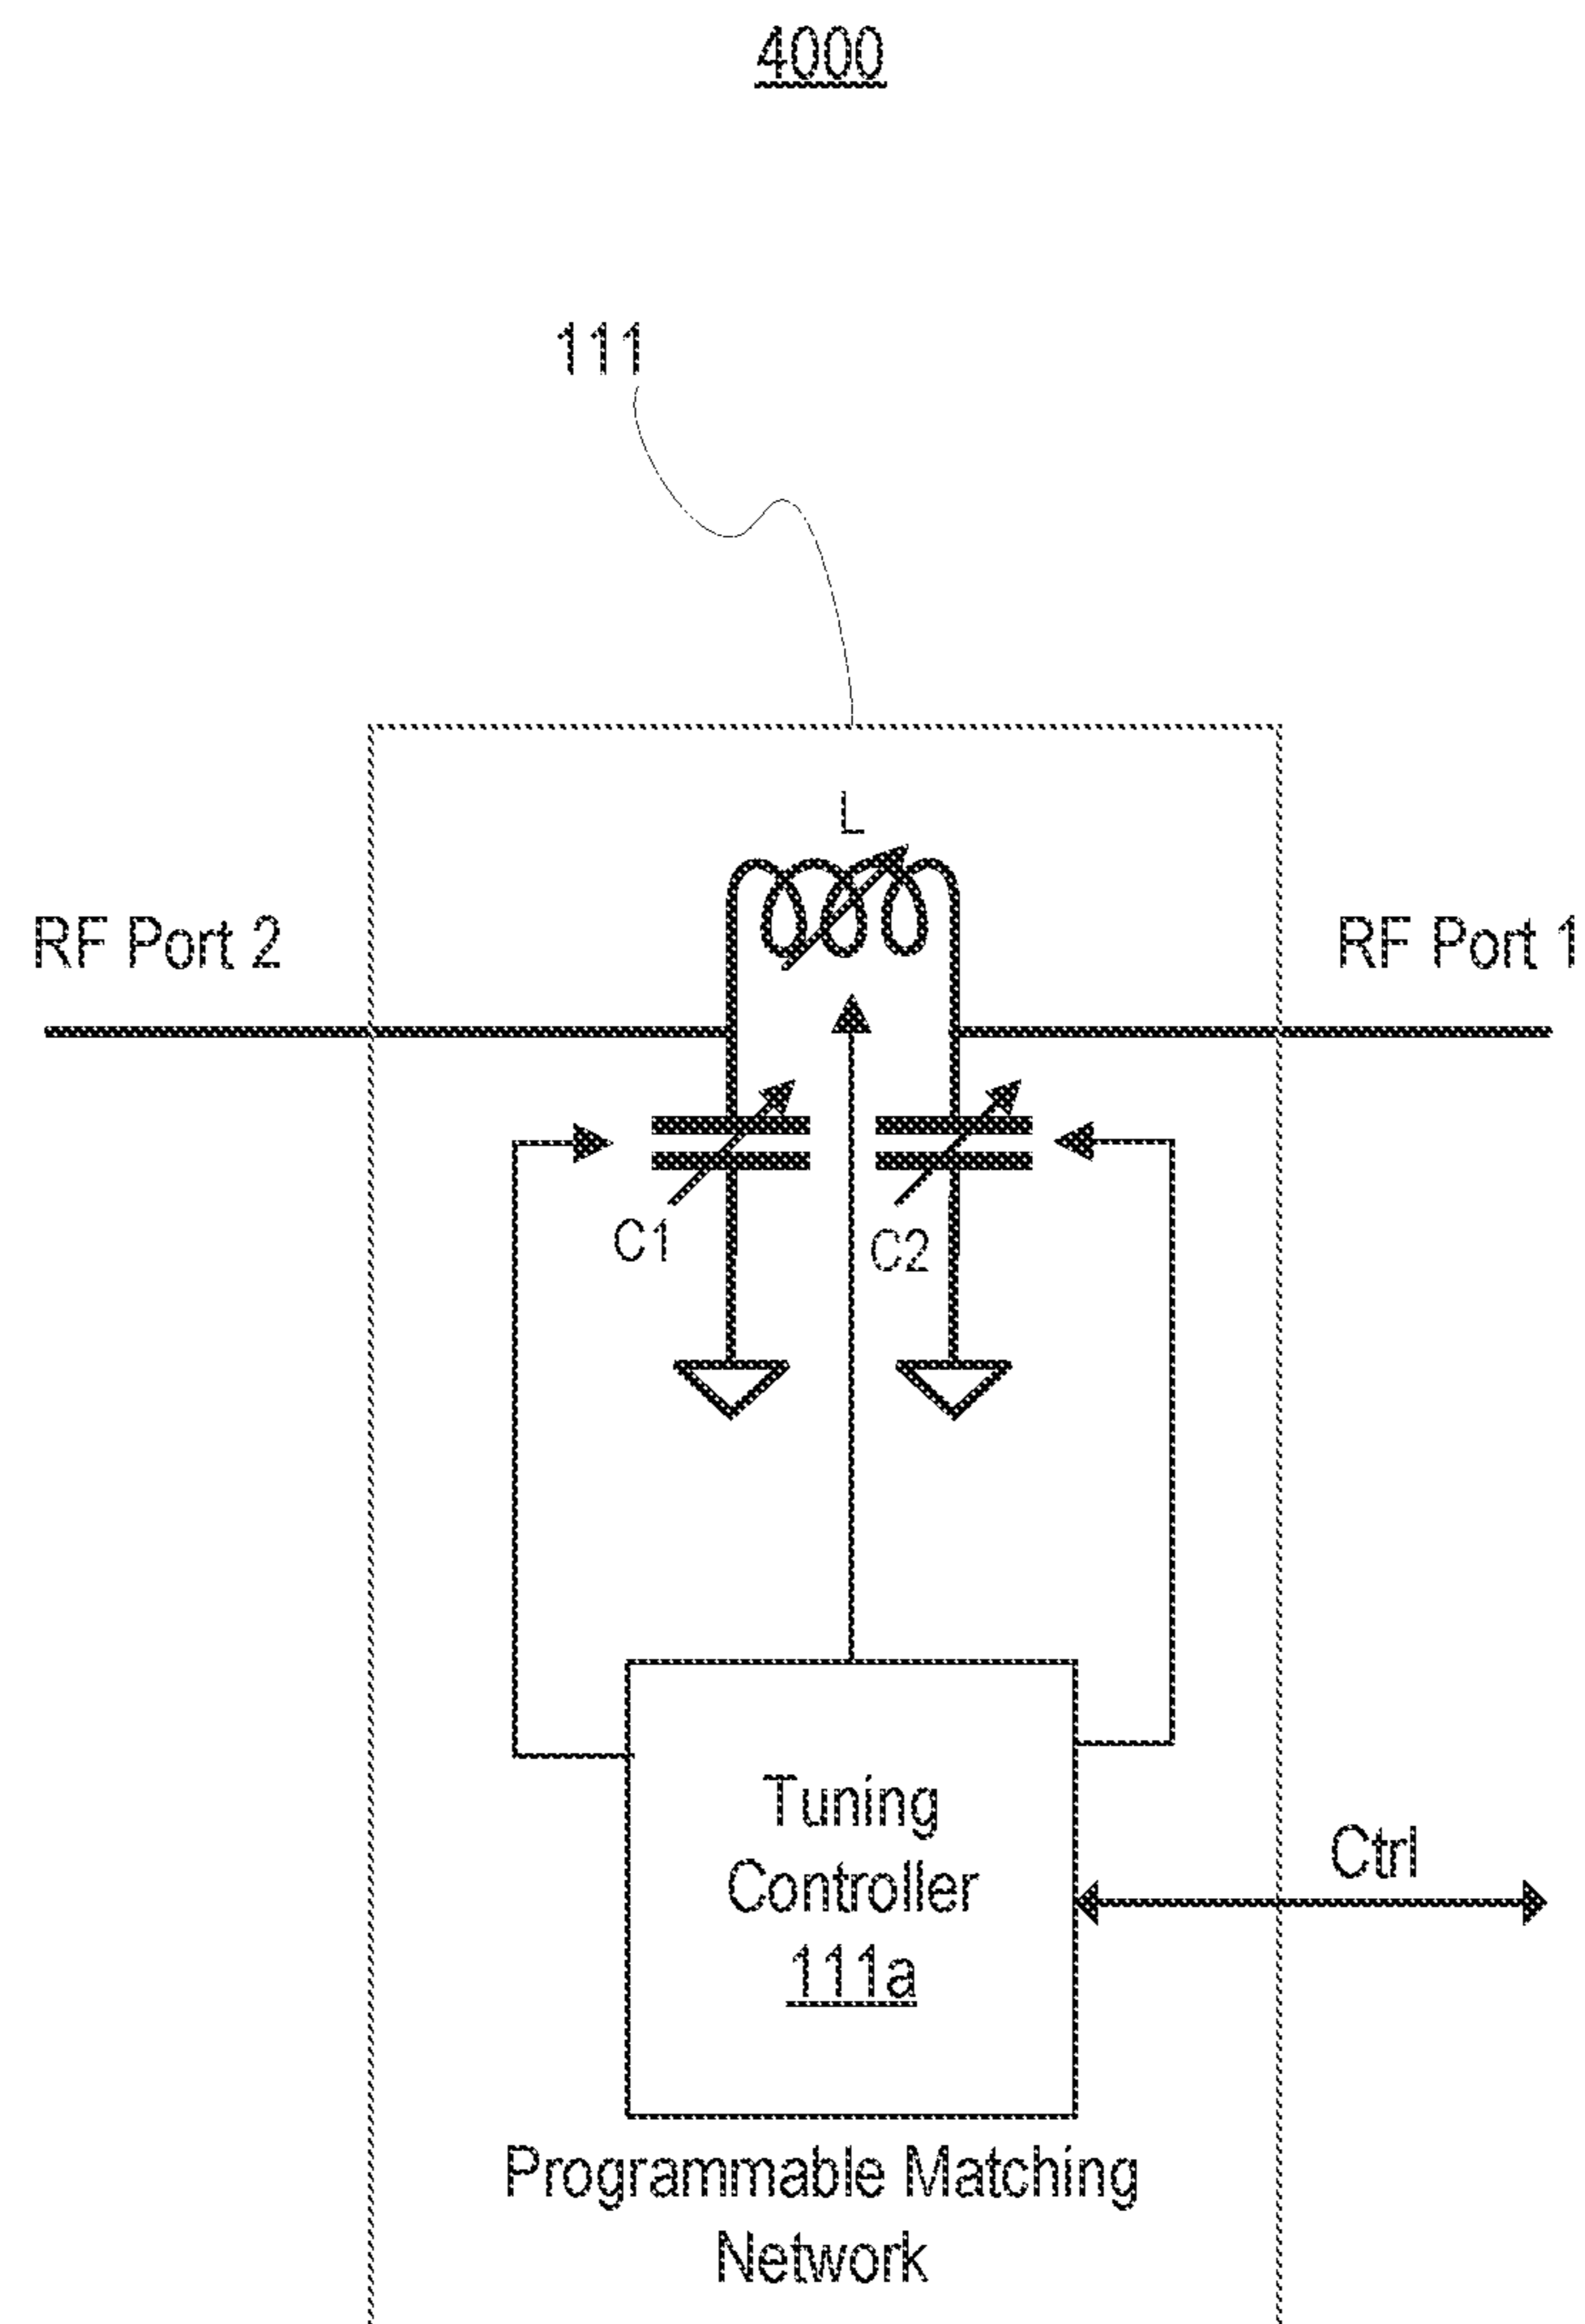 4000
111
L
RF Port 2
RF Port 1
C1
C2
Tuning
Controller
111a
Ctrl
Programmable Matching
Network